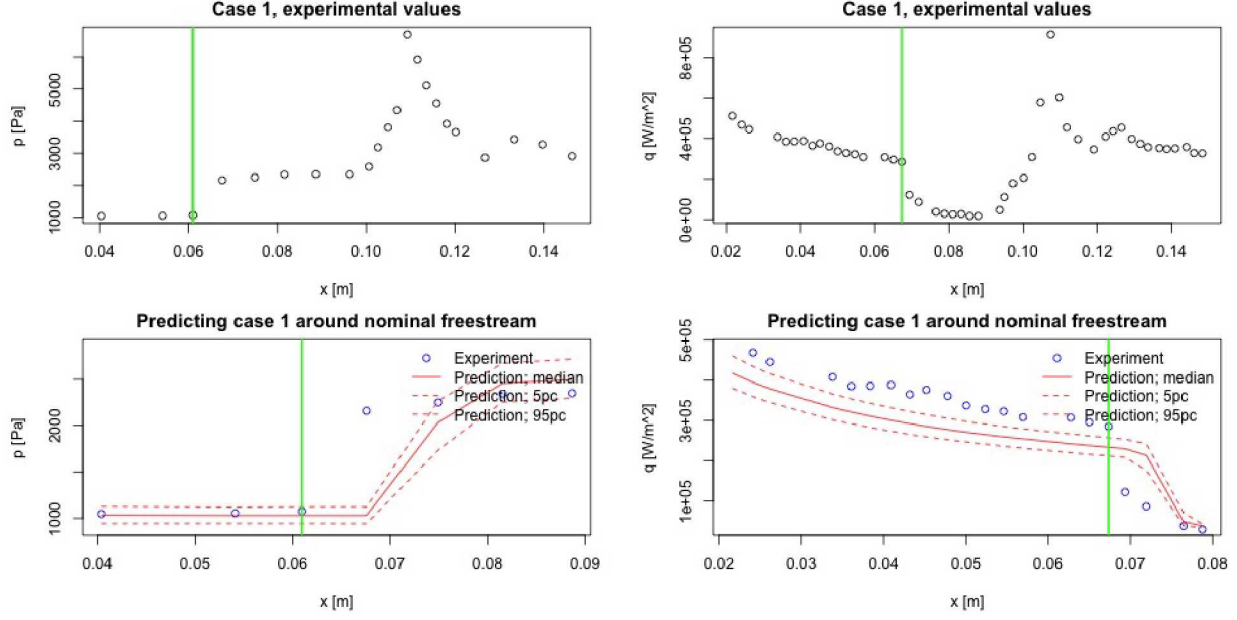 Case 1, experimental values
p [Pa]
1000 3000 5000
0.04 0.06 0.08 0.10 0.12 0.14
x [m]
Case 1, experimental values
q [W/m^2]
0e+00 4e+05 8e+05
0.02 0.04 0.06 0.08 0.10 0.12 0.14
x [m]
Predicting case 1 around nominal freestream
p [Pa]
1000 2000
Experiment
Prediction; median
Prediction; 5pc
Prediction; 95pc
0.04 0.05 0.06 0.07 0.08 0.09
x [m]
Predicting case 1 around nominal freestream
q [W/m^2]
1e+05 3e+05 5e+05
Experiment
Prediction; median
Prediction; 5pc
Prediction; 95pc
0.02 0.03 0.04 0.05 0.06 0.07 0.08
x [m]